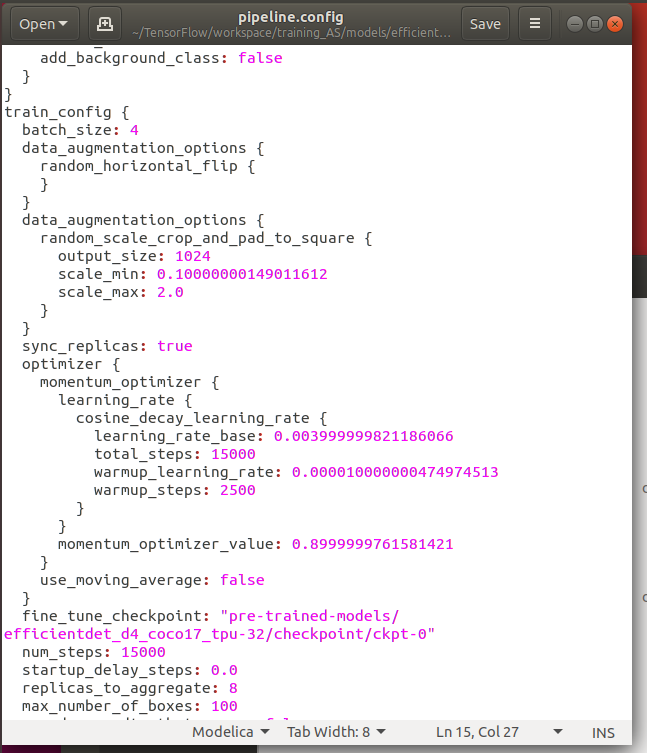 Open
pipeline.config
~/TensorFlow/workspace/training_AS/models/efficient...
Save
add_background_class: false
}
}
train_config {
batch_size: 4
data_augmentation_options {
random_horizontal_flip {
}
}
data_augmentation_options {
random_scale_crop_and_pad_to_square {
output_size: 1024
scale_min: 0.10000000149011612
scale_max: 2.0
}
}
sync_replicas: true
optimizer {
momentum_optimizer {
learning_rate {
cosine_decay_learning_rate {
learning_rate_base: 0.003999999821186066
total_steps: 15000
warmup_learning_rate: 0.000010000000474974513
warmup_steps: 2500
}
}
momentum_optimizer_value: 0.8999999761581421
}
use_moving_average: false
}
fine_tune_checkpoint: "pre-trained-models/
efficientdet_d4_coco17_tpu-32/checkpoint/ckpt-0"
num_steps: 15000
startup_delay_steps: 0.0
replicas_to_aggregate: 8
max_number_of_boxes: 100
Modelica Tab Width: 8 Ln 15, Col 27 INS